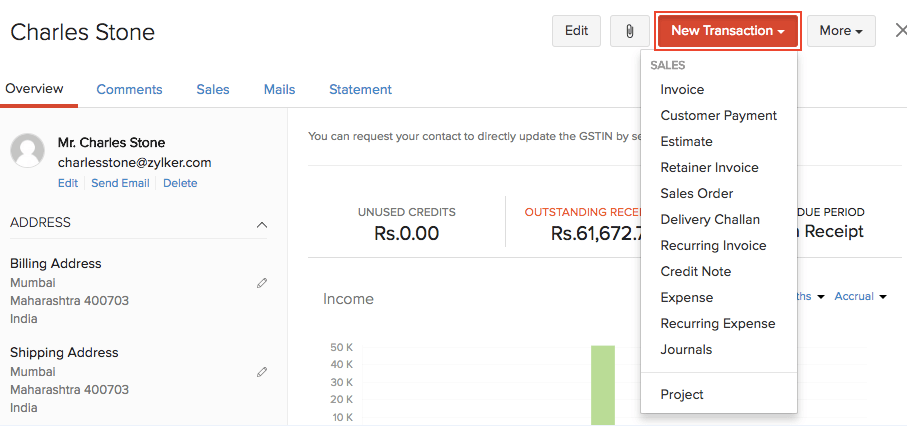 Charles Stone
Edit
New Transaction
More
Overview
Comments
Sales
Mails
Statement
Mr. Charles Stone
charlesstone@zylker.com
Edit
Send Email
Delete
ADDRESS
Billing Address
Mumbai
Maharashtra 400703
India
Shipping Address
Mumbai
Maharashtra 400703
India
You can request your contact to directly update the GSTIN by se
UNUSED CREDITS
Rs.0.00
OUTSTANDING RECE
Rs.61,672.7
DUE PERIOD
Receipt
Income
ths
Accrual
50 K
40 K
30 K
20 K
10 K
SALES
Invoice
Customer Payment
Estimate
Retainer Invoice
Sales Order
Delivery Challan
Recurring Invoice
Credit Note
Expense
Recurring Expense
Journals
Project